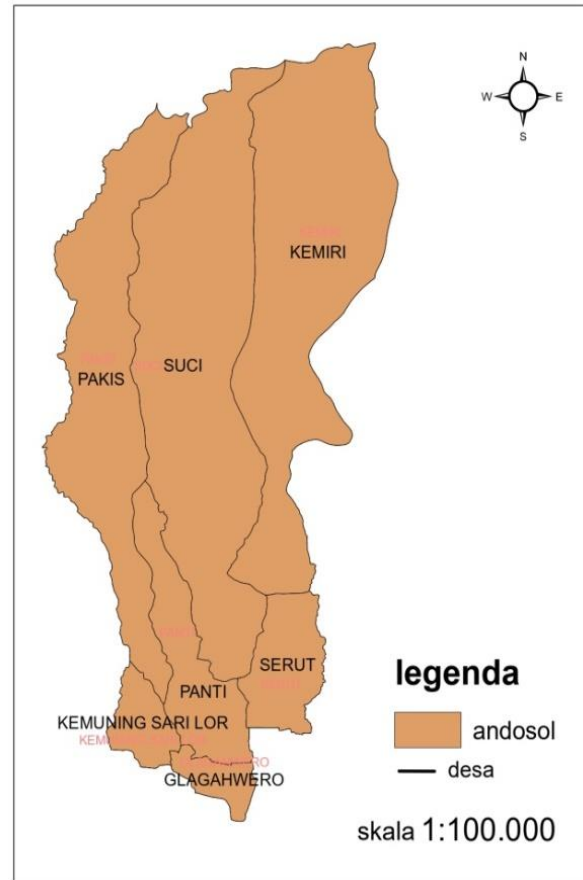 N
W E
S
KEMIRI
SUCI
PAKIS
SERUT
PANTI
KEMUNING SARI LOR
GLAGAHWERO
legenda
andosol
desa
skala 1:100.000